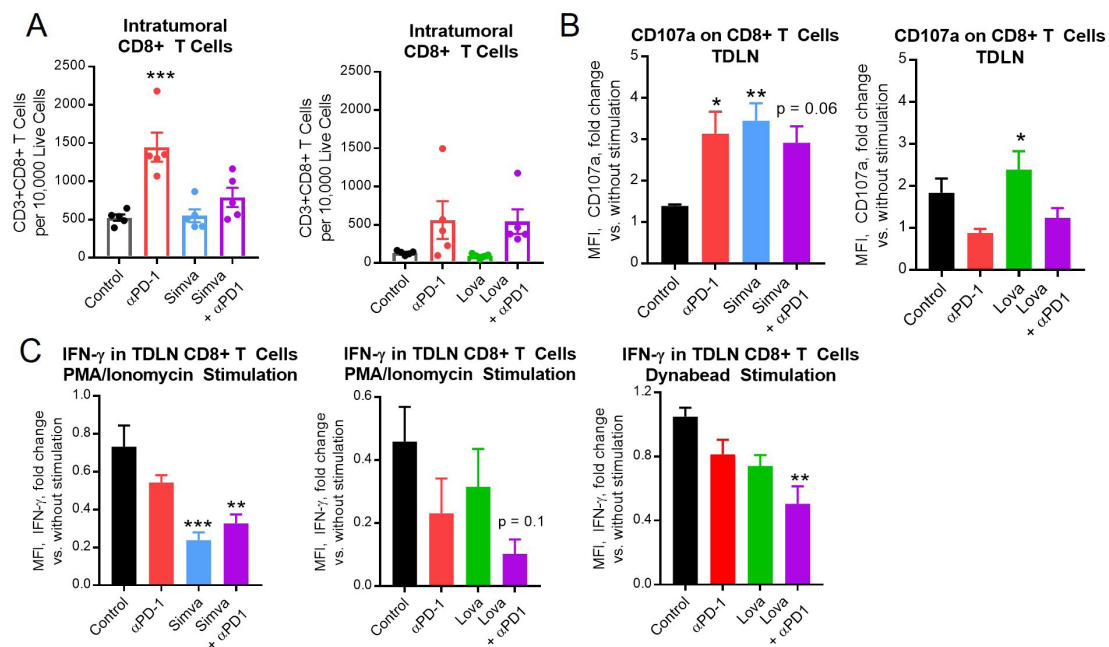 A
Intratumoral
CD8+ T Cells
CD3+CD8+ T Cells
per 10,000 Live Cells
2500
2000
1500
1000
500
0
***
Control
αPD-1
Simva
Simva
+ αPD1
Intratumoral
CD8+ T Cells
CD3+CD8+ T Cells
per 10,000 Live Cells
2500
2000
1500
1000
500
0
Control
αPD-1
Lova
Lova
+ αPD1
B
CD107a on CD8+ T Cells
TDLN
MFI, CD107a, fold change
vs. without stimulation
5
4
3
2
1
0
*
**
p = 0.06
Control
αPD-1
Simva
Simva
+ αPD1
CD107a on CD8+ T Cells
TDLN
MFI, CD107a, fold change
vs. without stimulation
5
4
3
2
1
0
*
Control
αPD-1
Lova
Lova
+ αPD1
C
IFN-γ in TDLN CD8+ T Cells
PMA/Ionomycin Stimulation
MFI, IFN-γ, fold change
vs. without stimulation
1.0
0.8
0.6
0.4
0.2
0.0
***
**
Control
αPD-1
Simva
Simva
+ αPD1
IFN-γ in TDLN CD8+ T Cells
PMA/Ionomycin Stimulation
MFI, IFN-γ, fold change
vs. without stimulation
0.6
0.4
0.2
0.0
p = 0.1
Control
αPD-1
Lova
Lova
+ αPD1
IFN-γ in TDLN CD8+ T Cells
Dynabead Stimulation
MFI, IFN-γ, fold change
vs. without stimulation
1.2
0.8
0.4
0.0
**
Control
αPD-1
Lova
Lova
+ αPD1